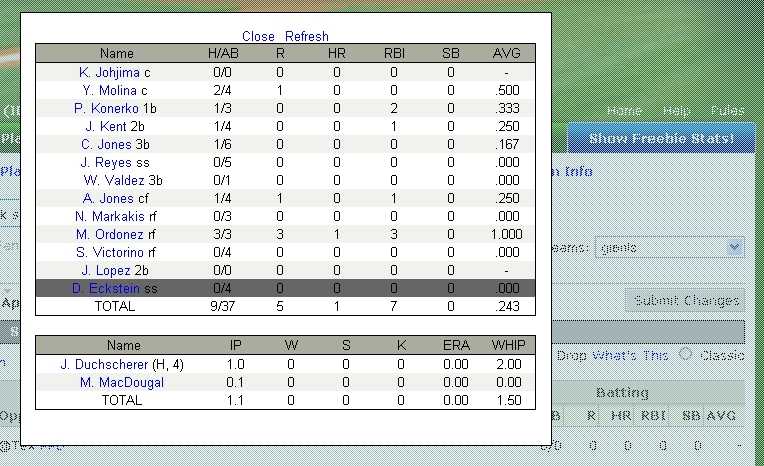 Close Refresh
Name H/AB R HR RBI SB AVG
K. Johjima c 0/0 0 0 0 0 -
Y. Molina c 2/4 1 0 0 0 .500
P. Konerko 1b 1/3 0 0 2 0 .333
J. Kent 2b 1/4 0 0 1 0 .250
C. Jones 3b 1/6 0 0 0 0 .167
J. Reyes ss 0/5 0 0 0 0 .000
W. Valdez 3b 0/1 0 0 0 0 .000
A. Jones cf 1/4 1 0 1 0 .250
N. Markakis rf 0/3 0 0 0 0 .000
M. Ordonez rf 3/3 3 1 3 0 1.000
S. Victorino rf 0/4 0 0 0 0 .000
J. Lopez 2b 0/0 0 0 0 0 -
D. Eckstein ss 0/4 0 0 0 0 .000
TOTAL 9/37 5 1 7 0 .243
Name IP W S K ERA WHIP
J. Duchscherer (H, 4) 1.0 0 0 0 0.00 2.00
M. MacDougal 0.1 0 0 0 0.00 0.00
TOTAL 1.1 0 0 0 0.00 1.50
Home Help Rules
Show Freebie Stats!
Info
giants
Submit Changes
Drop What's This Classic
Batting
R HR RBI SB AVG
0 0 0 0 -